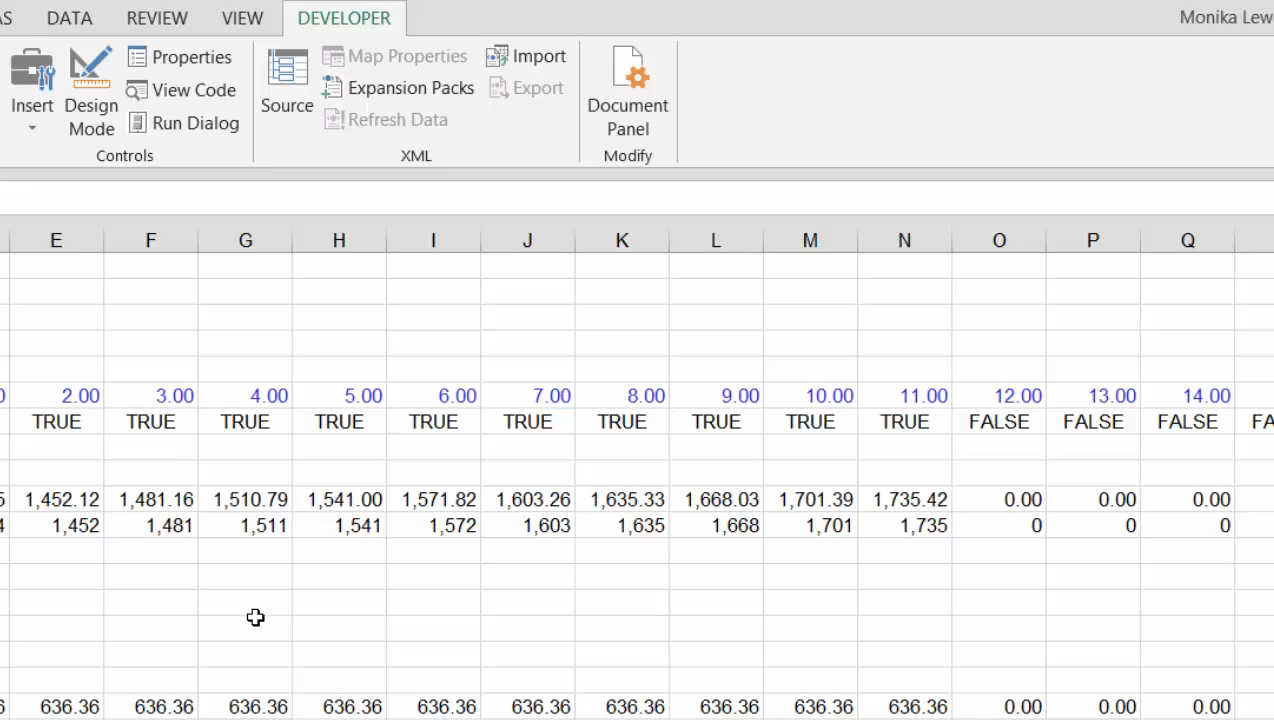 AS DATA REVIEW VIEW DEVELOPER Monika Lew
Properties Map Properties Import
View Code Expansion Packs Export
Insert Design Mode Run Dialog Source Refresh Data Document Panel
Controls XML Modify
E F G H I J K L M N O P Q
0 2.00 3.00 4.00 5.00 6.00 7.00 8.00 9.00 10.00 11.00 12.00 13.00 14.00
TRUE TRUE TRUE TRUE TRUE TRUE TRUE TRUE TRUE TRUE FALSE FALSE FALSE FA
5 1,452.12 1,481.16 1,510.79 1,541.00 1,571.82 1,603.26 1,635.33 1,668.03 1,701.39 1,735.42 0.00 0.00 0.00
4 1,452 1,481 1,511 1,541 1,572 1,603 1,635 1,668 1,701 1,735 0 0 0
6 636.36 636.36 636.36 636.36 636.36 636.36 636.36 636.36 636.36 636.36 0.00 0.00 0.00